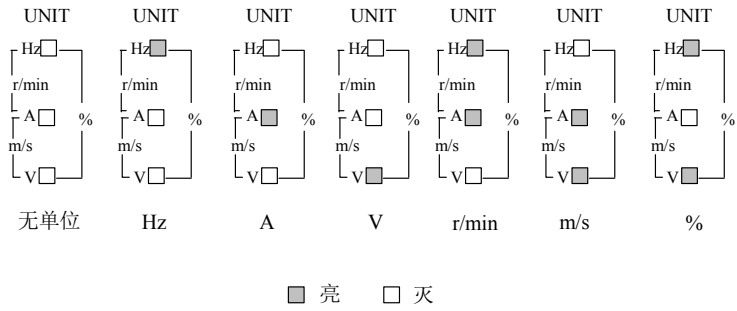 UNIT UNIT UNIT UNIT UNIT UNIT UNIT
Hz Hz Hz Hz Hz Hz Hz
r/min r/min r/min r/min r/min r/min r/min
A % A % A % A % A % A % A %
m/s m/s m/s m/s m/s m/s m/s
V V V V V V V
无单位 Hz A V r/min m/s %
亮 灭